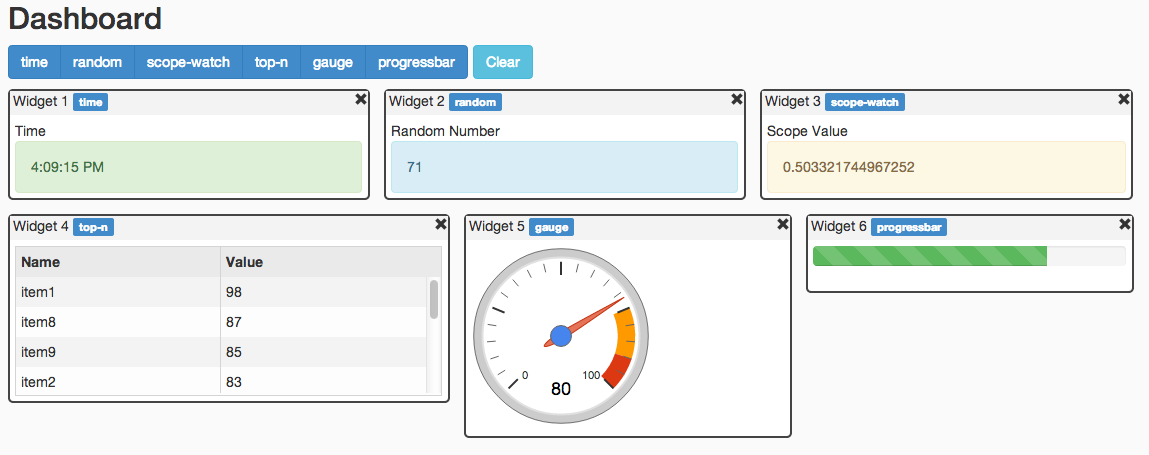 Dashboard
time random scope-watch top-n gauge progressbar Clear
Widget 1 time
Widget 2 random
Widget 3 scope-watch
Time
Random Number
Scope Value
4:09:15 PM
71
0.503321744967252
Widget 4 top-n
Widget 5 gauge
Widget 6 progressbar
Name Value
item1 98
item8 87
item9 85
item2 83
0 100
80